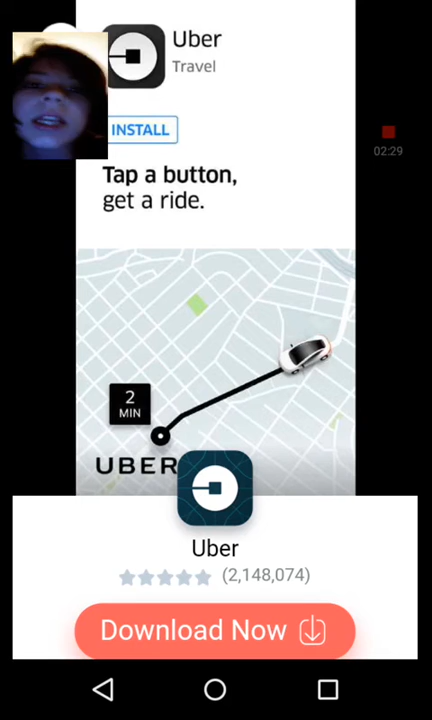 Uber
Travel
INSTALL
02:29
Tap a button,
get a ride.
2
MIN
UBER
Uber
(2,148,074)
Download Now